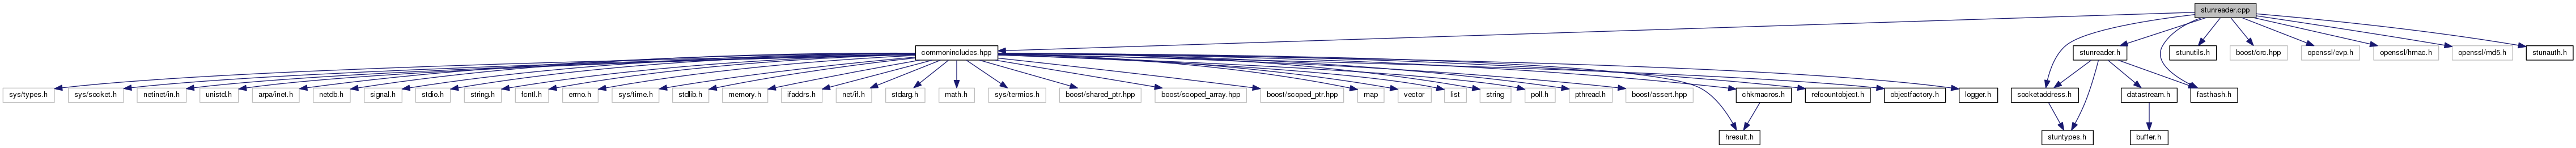 stunreader.cpp
commonincludes.hpp
stunreader.h
stunutils.h
boost/crc.hpp
openssl/evp.h
openssl/hmac.h
openssl/md5.h
stunauth.h
sys/types.h
sys/socket.h
netinet/in.h
unistd.h
arpa/inet.h
netdb.h
signal.h
stdio.h
string.h
fcntl.h
errno.h
sys/time.h
stdlib.h
memory.h
ifaddrs.h
net/if.h
stdarg.h
math.h
sys/termios.h
boost/shared_ptr.hpp
boost/scoped_array.hpp
boost/scoped_ptr.hpp
map
vector
list
string
poll.h
pthread.h
boost/assert.hpp
chkmacros.h
refcountobject.h
objectfactory.h
logger.h
socketaddress.h
datastream.h
fasthash.h
hresult.h
stuntypes.h
buffer.h